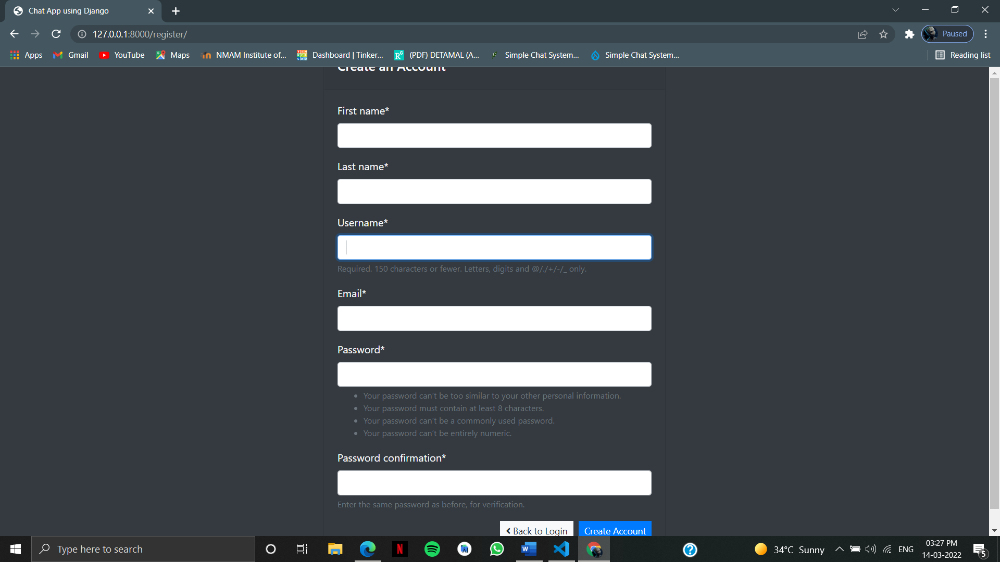 Chat App using Django
127.0.0.1:8000/register/
Paused
Apps
Gmail
YouTube
Maps
NMAM Institute of...
Dashboard | Tinker...
(PDF) DETAMAL (A...
Simple Chat System...
Simple Chat System...
Reading list
Create an Account
First name*
Last name*
Username*
Required. 150 characters or fewer. Letters, digits and @/./+/-/_ only.
Email*
Password*
Your password can't be too similar to your other personal information.
Your password must contain at least 8 characters.
Your password can't be a commonly used password.
Your password can't be entirely numeric.
Password confirmation*
Enter the same password as before, for verification.
Back to Login
Create Account
Type here to search
34°C Sunny
ENG
03:27 PM
14-03-2022
5